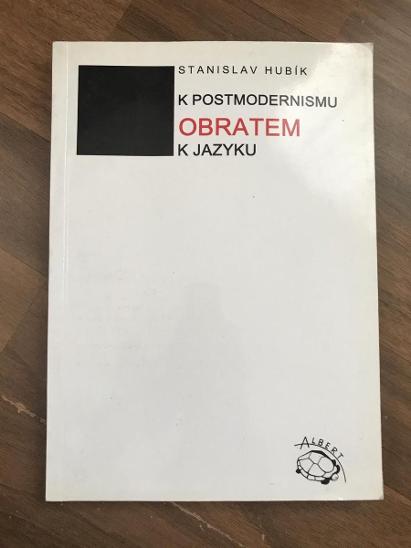 STANISLAV HUBÍK
K POSTMODERNISMU
OBRATEM
K JAZYKU
ALBERT